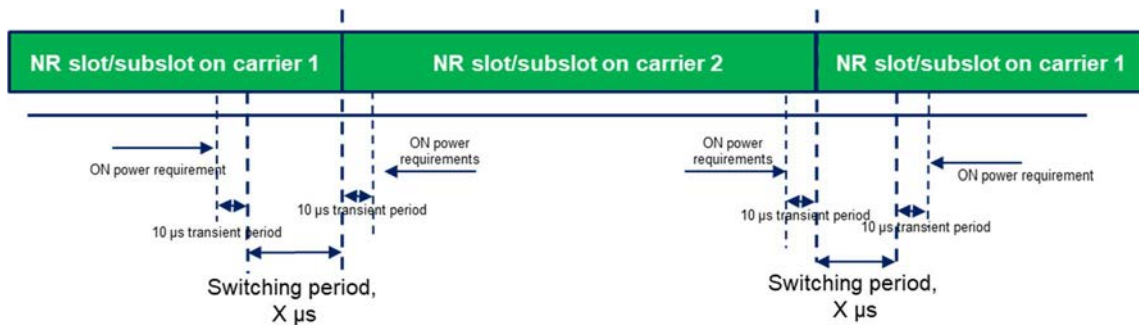 NR slot/subslot on carrier 1
NR slot/subslot on carrier 2
NR slot/subslot on carrier 1
ON power requirement
ON power
requirements
ON power
requirements
ON power requirement
10 µs transient period
10 µs transient period
10 µs transient period
10 µs transient period
Switching period,
X µs
Switching period,
X µs